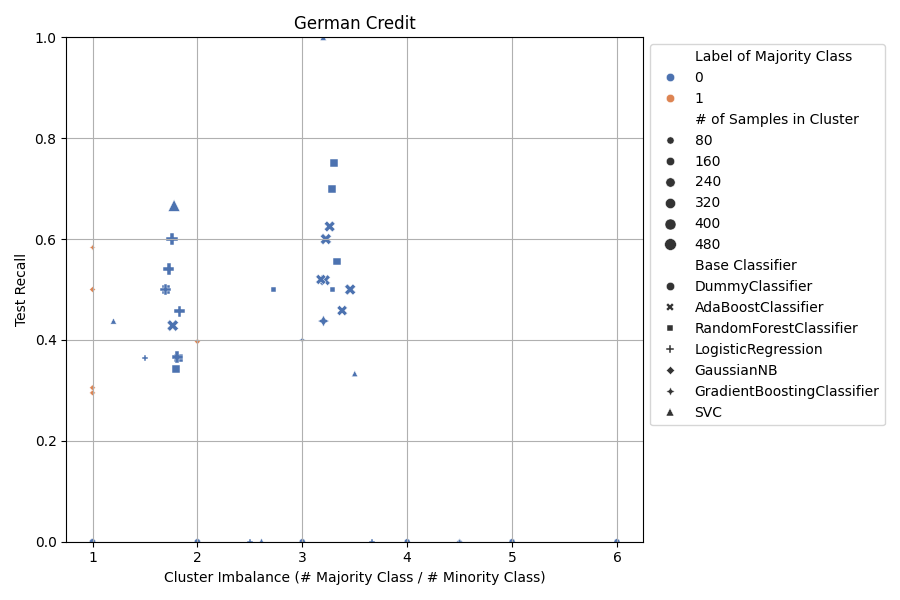 German Credit
1.0
0.8
0.6
0.4
0.2
0.0
Test Recall
1 2 3 4 5 6
Cluster Imbalance (# Majority Class / # Minority Class)
Label of Majority Class
0
1
# of Samples in Cluster
80
160
240
320
400
480
Base Classifier
DummyClassifier
AdaBoostClassifier
RandomForestClassifier
LogisticRegression
GaussianNB
GradientBoostingClassifier
SVC